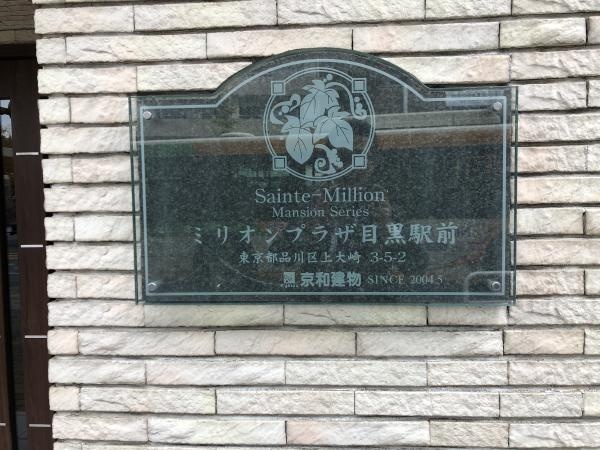 Sainte-Million
Mansion Series
ミリオンプラザ目黒駅前
東京都品川区上大崎 3-5-2
京和建物 SINCE 2004.5